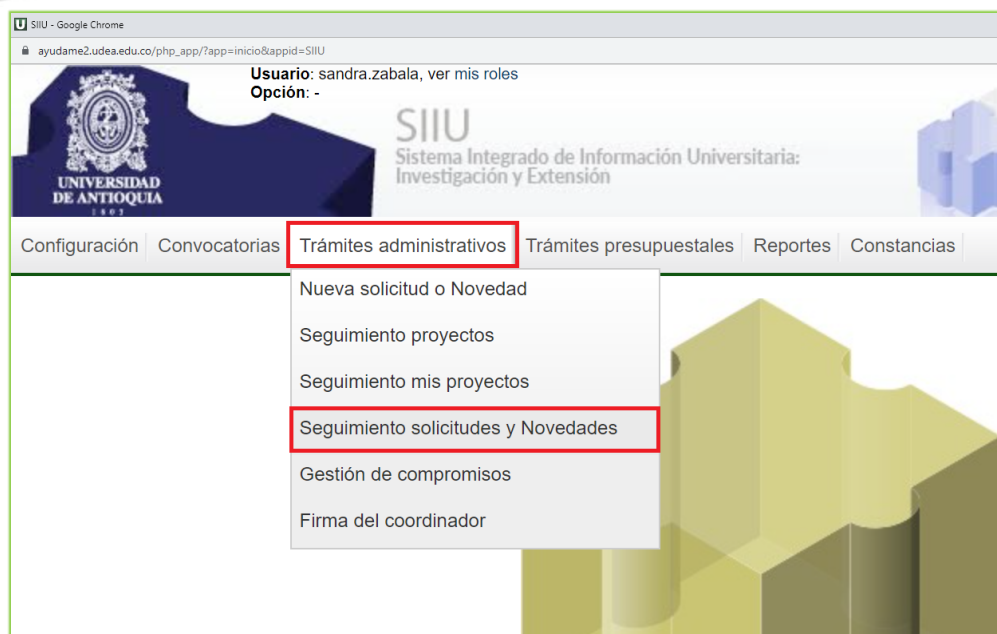 SIIU - Google Chrome
ayudame2.udea.edu.co/php_app/?app=inicio&appid=SIIU
Usuario: sandra.zabala, ver mis roles
Opción: -
SIIU
Sistema Integrado de Información Universitaria:
Investigación y Extensión
UNIVERSIDAD
DE ANTIOQUIA
1803
Configuración Convocatorias Trámites administrativos Trámites presupuestales Reportes Constancias
Nueva solicitud o Novedad
Seguimiento proyectos
Seguimiento mis proyectos
Seguimiento solicitudes y Novedades
Gestión de compromisos
Firma del coordinador